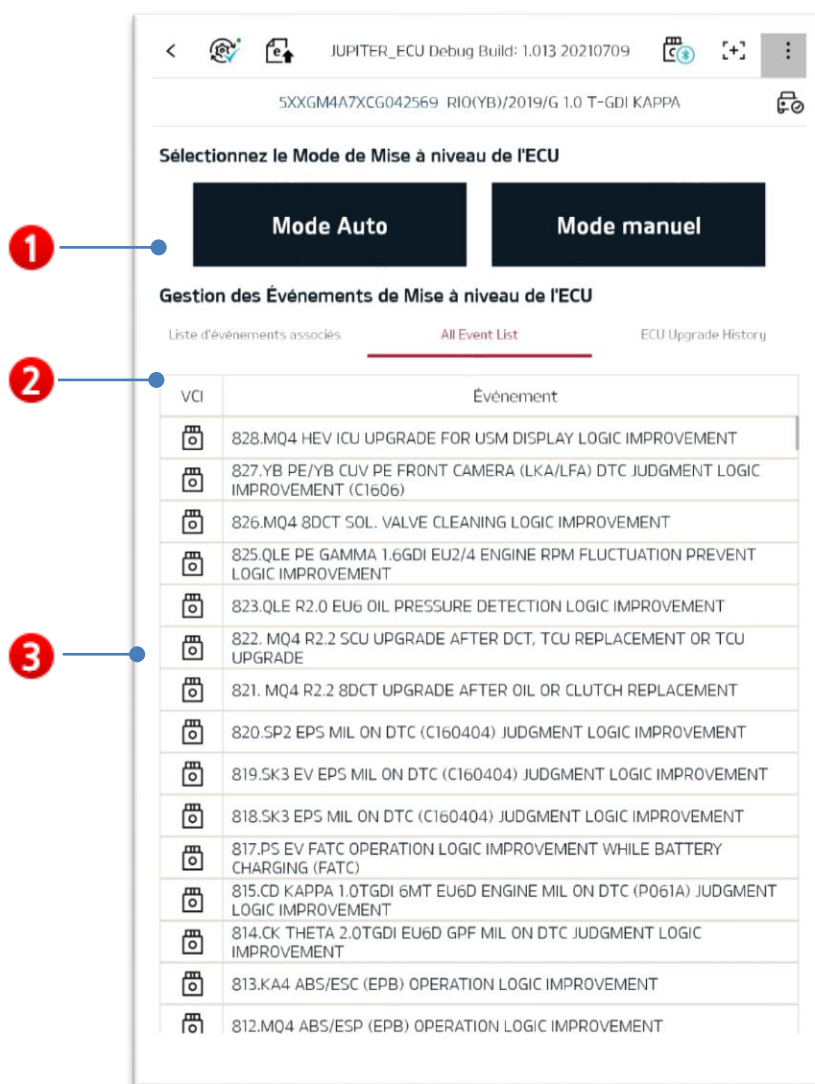 JUPITER_ECU Debug Build: 1.013 20210709
5XXGM4A7XCG042569 RIO(YB)/2019/G 1.0 T-GDI KAPPA
Sélectionnez le Mode de Mise à niveau de l'ECU
Mode Auto
Mode manuel
1
Gestion des Événements de Mise à niveau de l'ECU
Liste d'événements associés
All Event List
ECU Upgrade History
2
VCI
Événement
828.MQ4 HEV ICU UPGRADE FOR USM DISPLAY LOGIC IMPROVEMENT
827.YB PE/YB CUV PE FRONT CAMERA (LKA/LFA) DTC JUDGMENT LOGIC
IMPROVEMENT (C1606)
826.MQ4 8DCT SOL. VALVE CLEANING LOGIC IMPROVEMENT
825.QLE PE GAMMA 1.6GDI EU2/4 ENGINE RPM FLUCTUATION PREVENT
LOGIC IMPROVEMENT
823.QLE R2.0 EU6 OIL PRESSURE DETECTION LOGIC IMPROVEMENT
3
822. MQ4 R2.2 SCU UPGRADE AFTER DCT, TCU REPLACEMENT OR TCU
UPGRADE
821. MQ4 R2.2 8DCT UPGRADE AFTER OIL OR CLUTCH REPLACEMENT
820.SP2 EPS MIL ON DTC (C160404) JUDGMENT LOGIC IMPROVEMENT
819.SK3 EV EPS MIL ON DTC (C160404) JUDGMENT LOGIC IMPROVEMENT
818.SK3 EPS MIL ON DTC (C160404) JUDGMENT LOGIC IMPROVEMENT
817.PS EV FATC OPERATION LOGIC IMPROVEMENT WHILE BATTERY
CHARGING (FATC)
815.CD KAPPA 1.0TGDI 6MT EU6D ENGINE MIL ON DTC (P061A) JUDGMENT
LOGIC IMPROVEMENT
814.CK THETA 2.0TGDI EU6D GPF MIL ON DTC JUDGMENT LOGIC
IMPROVEMENT
813.KA4 ABS/ESC (EPB) OPERATION LOGIC IMPROVEMENT
812.MQ4 ABS/ESP (EPB) OPERATION LOGIC IMPROVEMENT